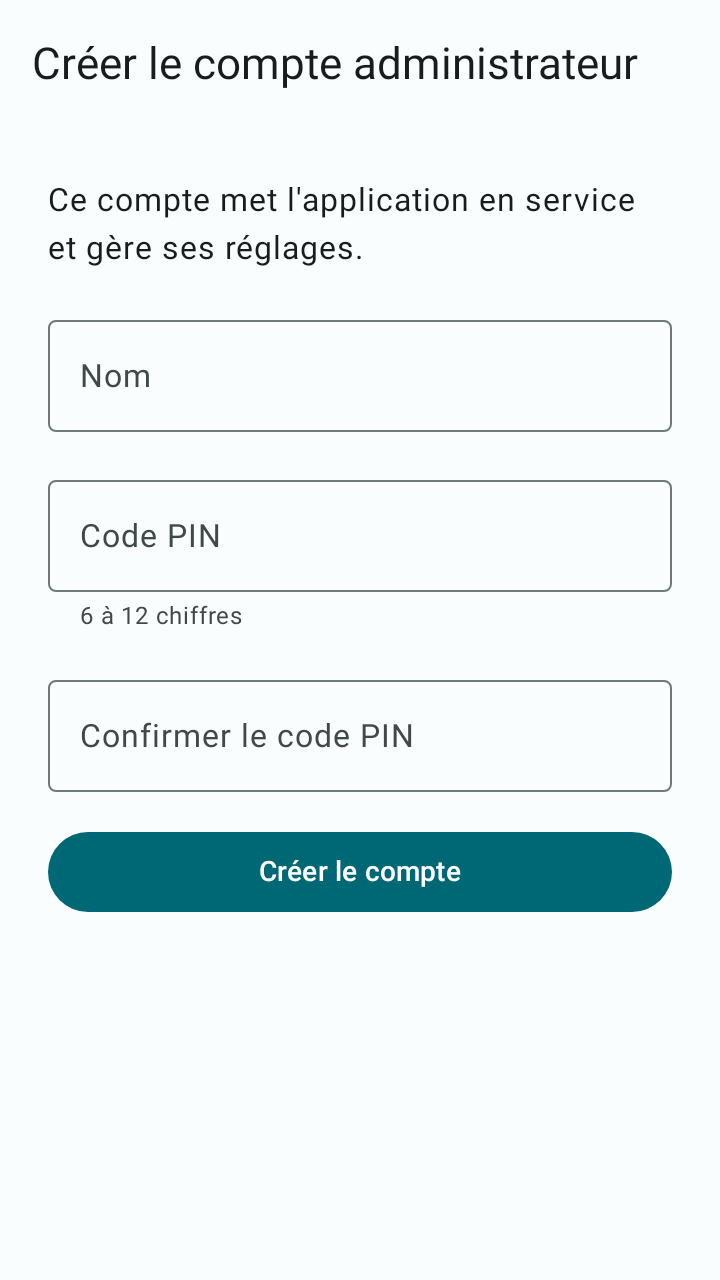 Créer le compte administrateur
Ce compte met l'application en service
et gère ses réglages.
Nom
Code PIN
6 à 12 chiffres
Confirmer le code PIN
Créer le compte